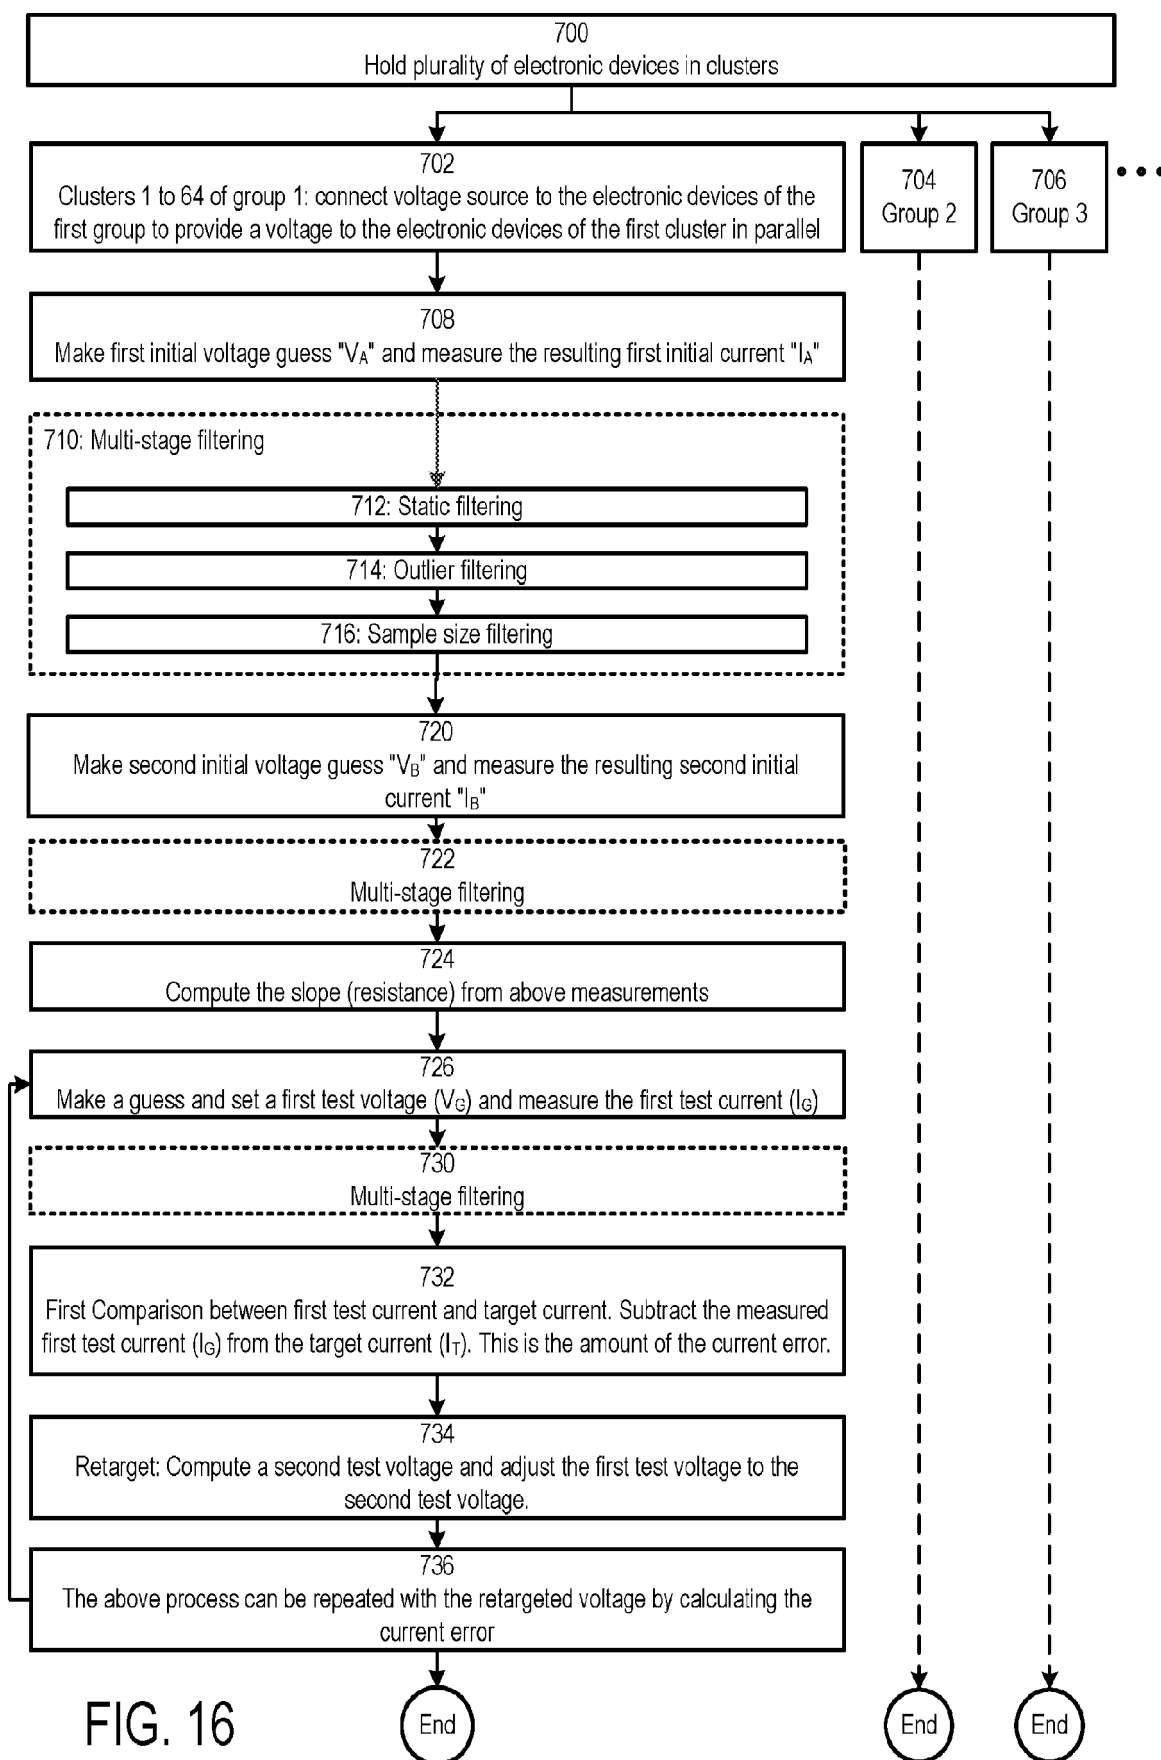 700
Hold plurality of electronic devices in clusters
702
Clusters 1 to 64 of group 1: connect voltage source to the electronic devices of the
first group to provide a voltage to the electronic devices of the first cluster in parallel
704
Group 2
706
Group 3
708
Make first initial voltage guess "VA" and measure the resulting first initial current "IA"
710: Multi-stage filtering
712: Static filtering
714: Outlier filtering
716: Sample size filtering
720
Make second initial voltage guess "VB" and measure the resulting second initial
current "IB"
722
Multi-stage filtering
724
Compute the slope (resistance) from above measurements
726
Make a guess and set a first test voltage (VG) and measure the first test current (IG)
730
Multi-stage filtering
732
First Comparison between first test current and target current. Subtract the measured
first test current (IG) from the target current (IT). This is the amount of the current error.
734
Retarget: Compute a second test voltage and adjust the first test voltage to the
second test voltage.
736
The above process can be repeated with the retargeted voltage by calculating the
current error
End
End
End
FIG. 16